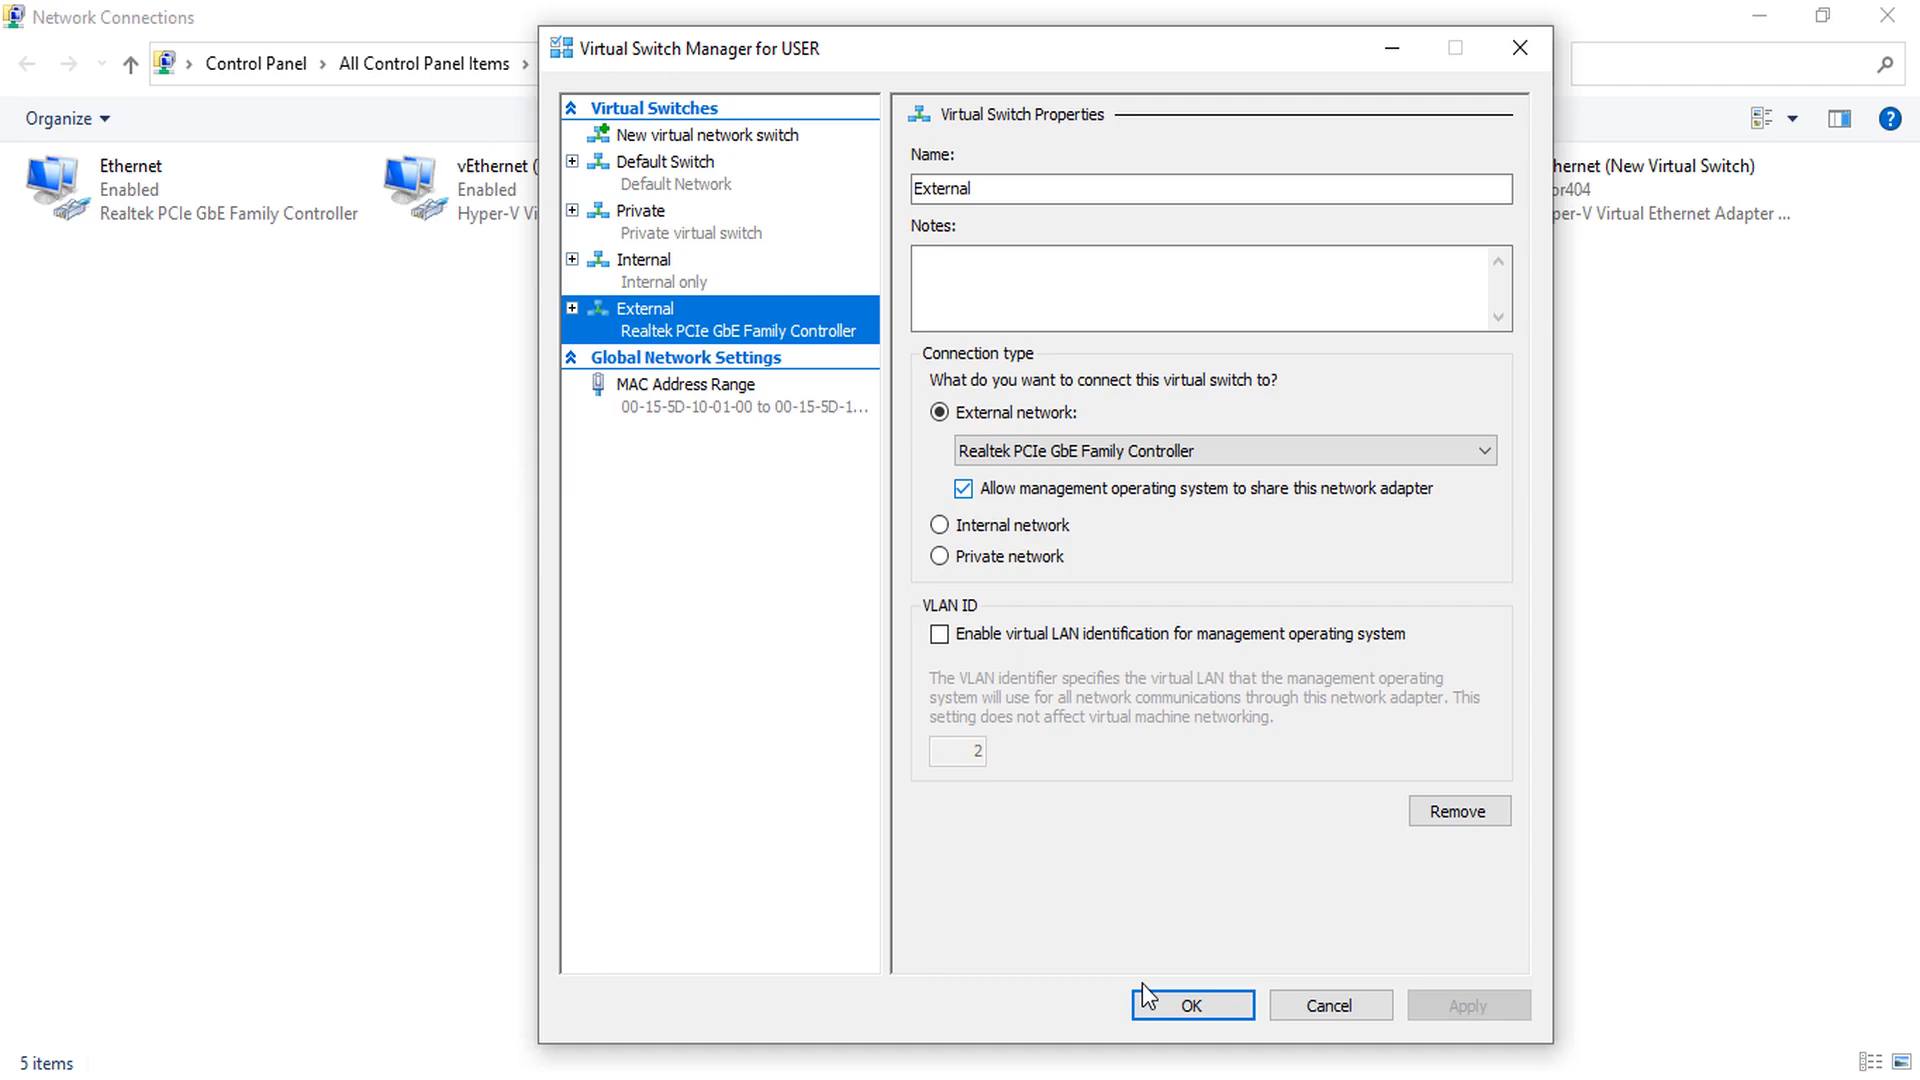 Network Connections
Control Panel > All Control Panel Items >
Organize
Ethernet
Enabled
Realtek PCIe GbE Family Controller
vEthernet (
Enabled
Hyper-V Vi
hernet (New Virtual Switch)
or404
per-V Virtual Ethernet Adapter ...
5 items
Virtual Switch Manager for USER
Virtual Switches
New virtual network switch
Default Switch
Default Network
Private
Private virtual switch
Internal
Internal only
External
Realtek PCIe GbE Family Controller
Global Network Settings
MAC Address Range
00-15-5D-10-01-00 to 00-15-5D-1...
Virtual Switch Properties
Name:
External
Notes:
Connection type
What do you want to connect this virtual switch to?
External network:
Realtek PCIe GbE Family Controller
Allow management operating system to share this network adapter
Internal network
Private network
VLAN ID
Enable virtual LAN identification for management operating system
The VLAN identifier specifies the virtual LAN that the management operating
system will use for all network communications through this network adapter. This
setting does not affect virtual machine networking.
2
Remove
OK
Cancel
Apply